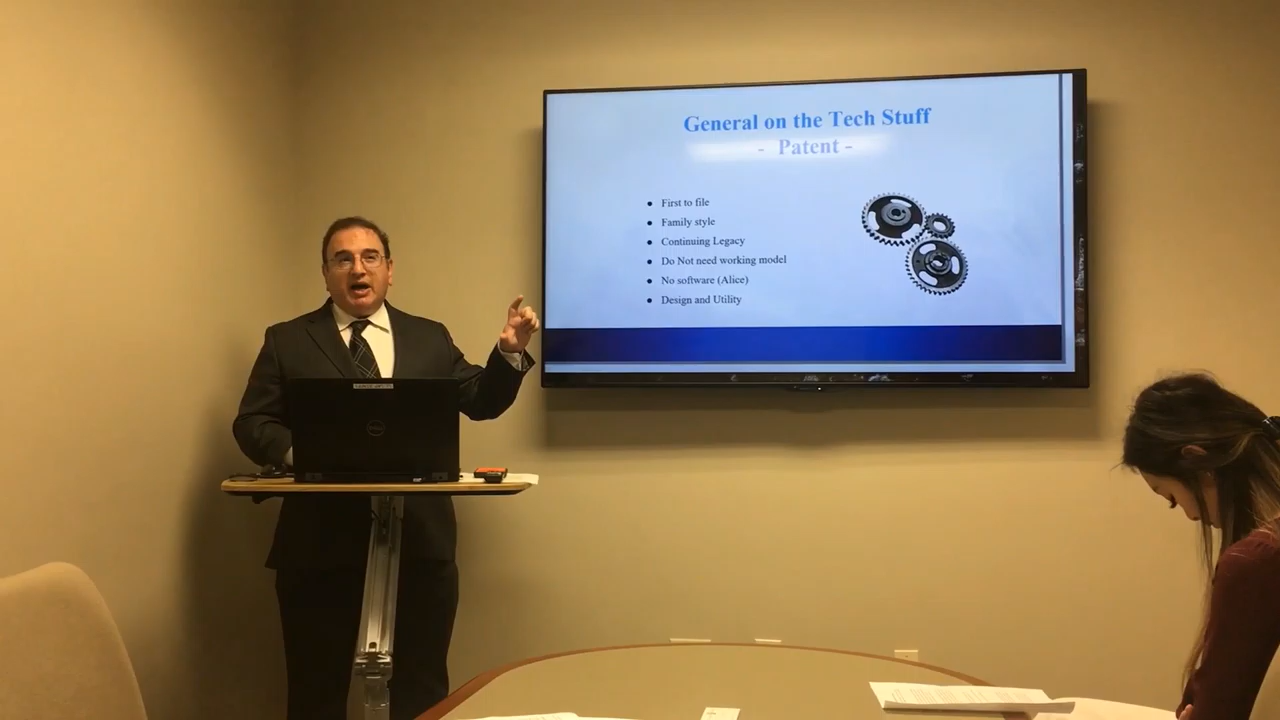 General on the Tech Stuff
- Patent -
● First to file
● Family style
● Continuing Legacy
● Do Not need working model
● No software (Alice)
● Design and Utility
DELL